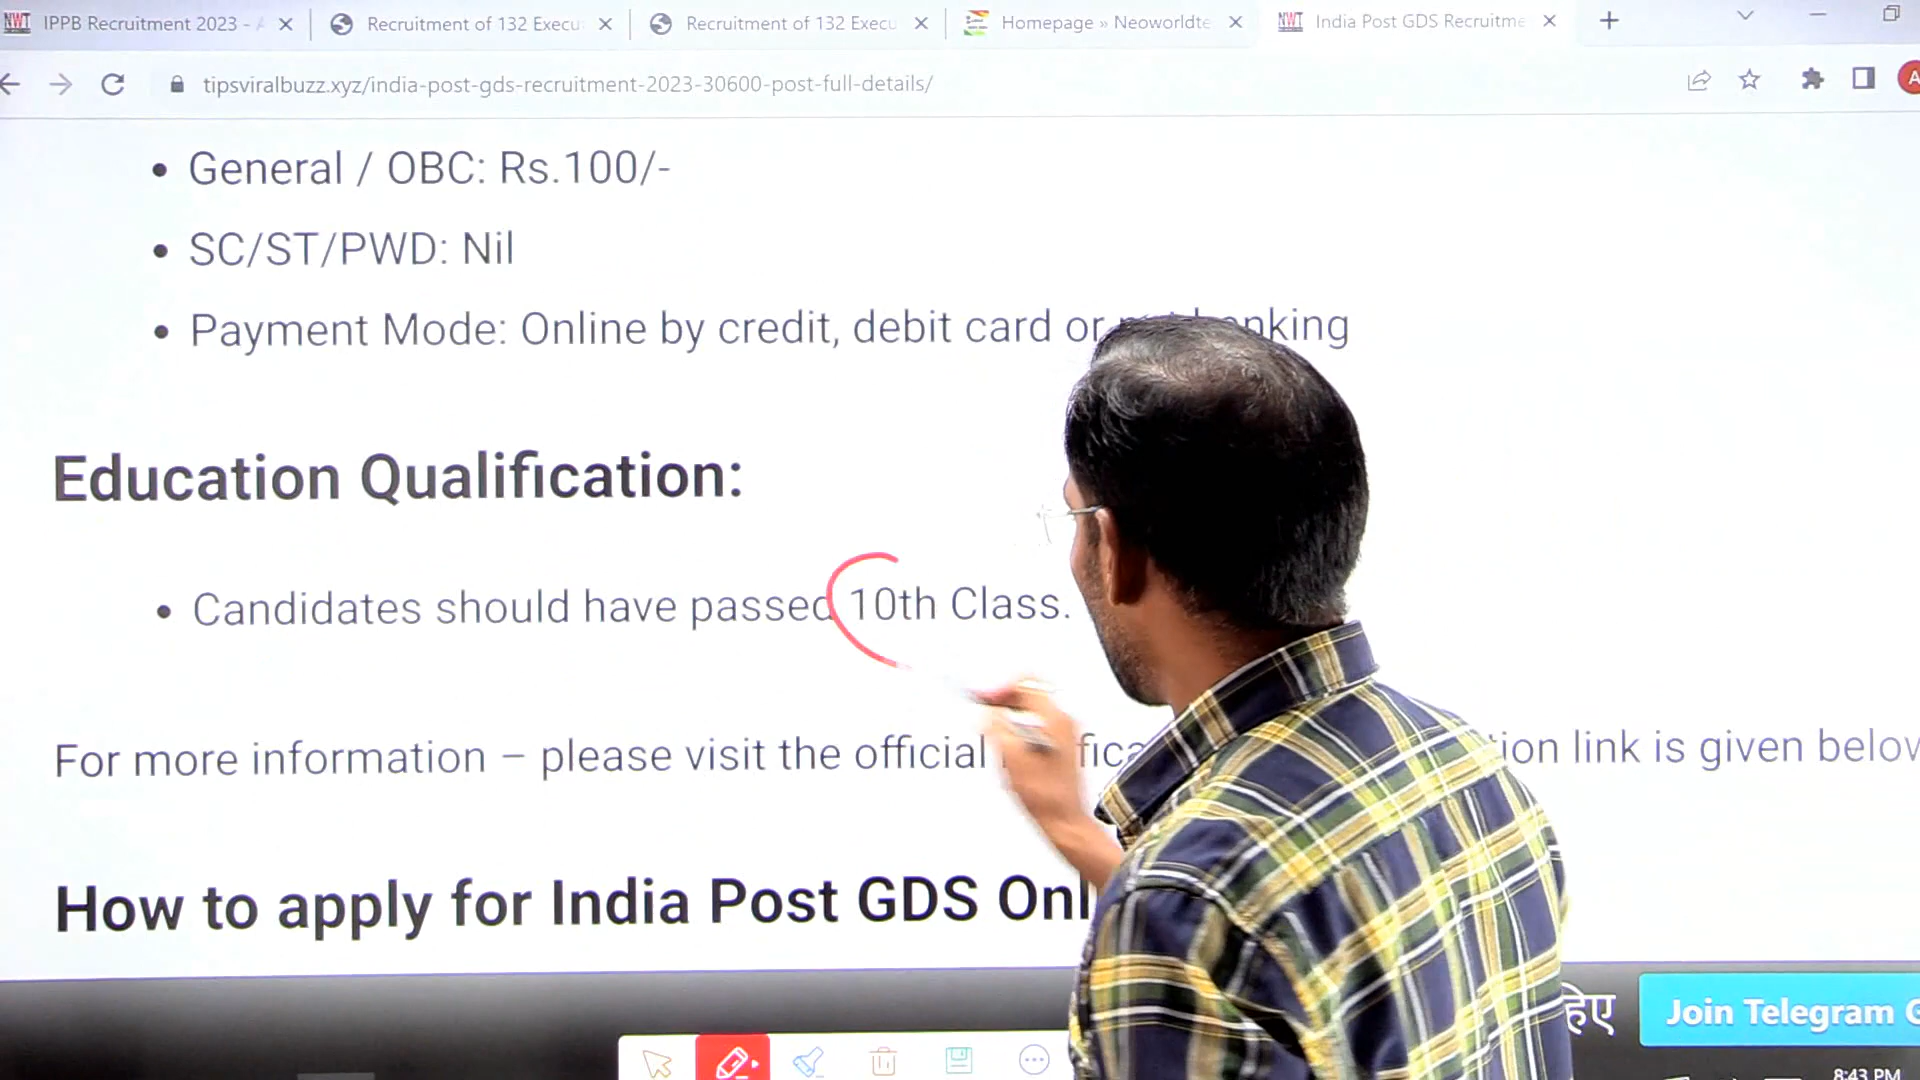 IPPB Recruitment 2023 -
Recruitment of 132 Execu
Recruitment of 132 Execu
Homepage » Neoworldte
India Post GDS Recruitme
tipsviralbuzz.xyz/india-post-gds-recruitment-2023-30600-post-full-details/
A
• General / OBC: Rs.100/-
• SC/ST/PWD: Nil
• Payment Mode: Online by credit, debit card or
Education Qualification:
• Candidates should have passed 10th Class.
For more information – please visit the official link is given below
How to apply for India Post GDS Onl
हिए
Join Telegram G
8:43 PM